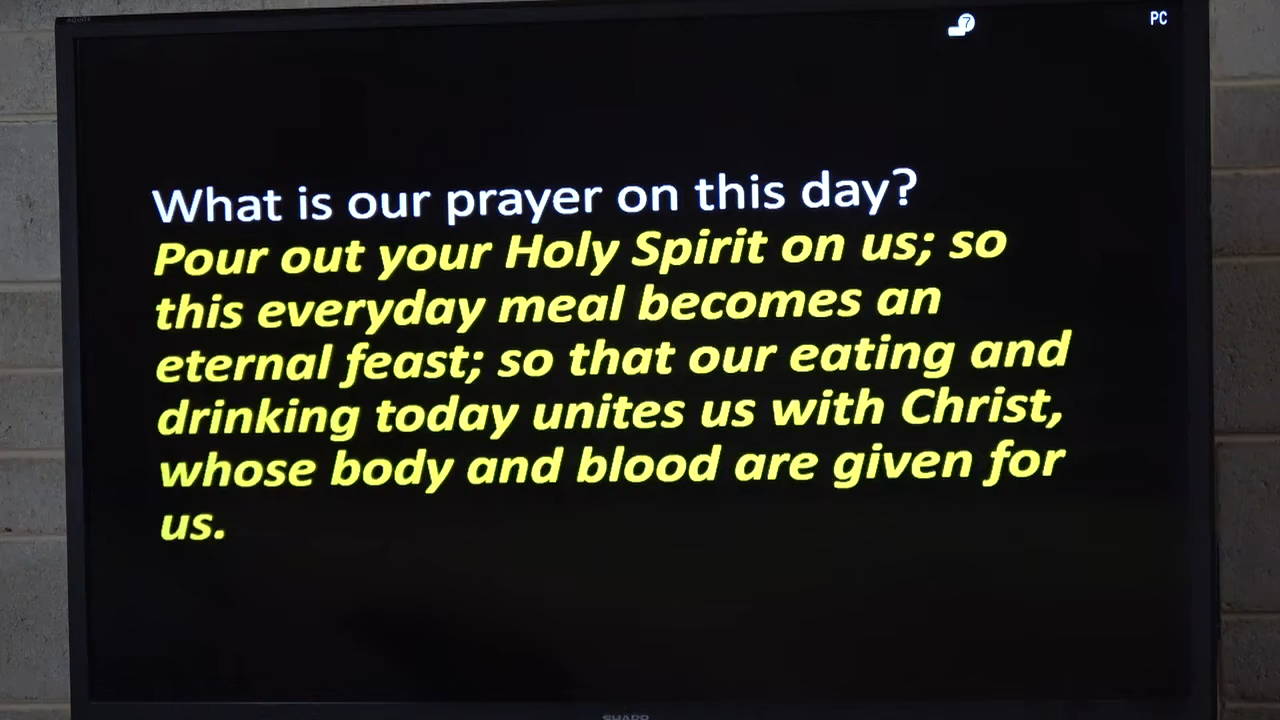 AQUOS
7
PC
What is our prayer on this day?
Pour out your Holy Spirit on us; so
this everyday meal becomes an
eternal feast; so that our eating and
drinking today unites us with Christ,
whose body and blood are given for
us.
SHARP